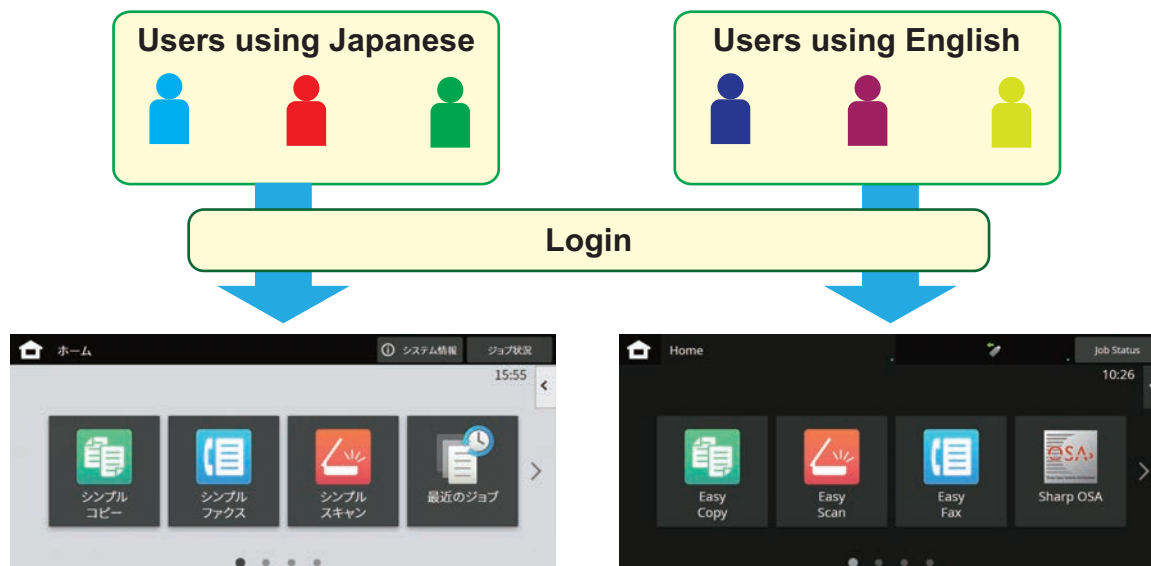 Users using Japanese
Users using English
Login
ホーム
システム情報
ジョブ状況
15:55
シンプル
コピー
シンプル
ファクス
シンプル
スキャン
最近のジョブ
Home
Job Status
10:26
Easy
Copy
Easy
Scan
Easy
Fax
OSA
Sharp OSA